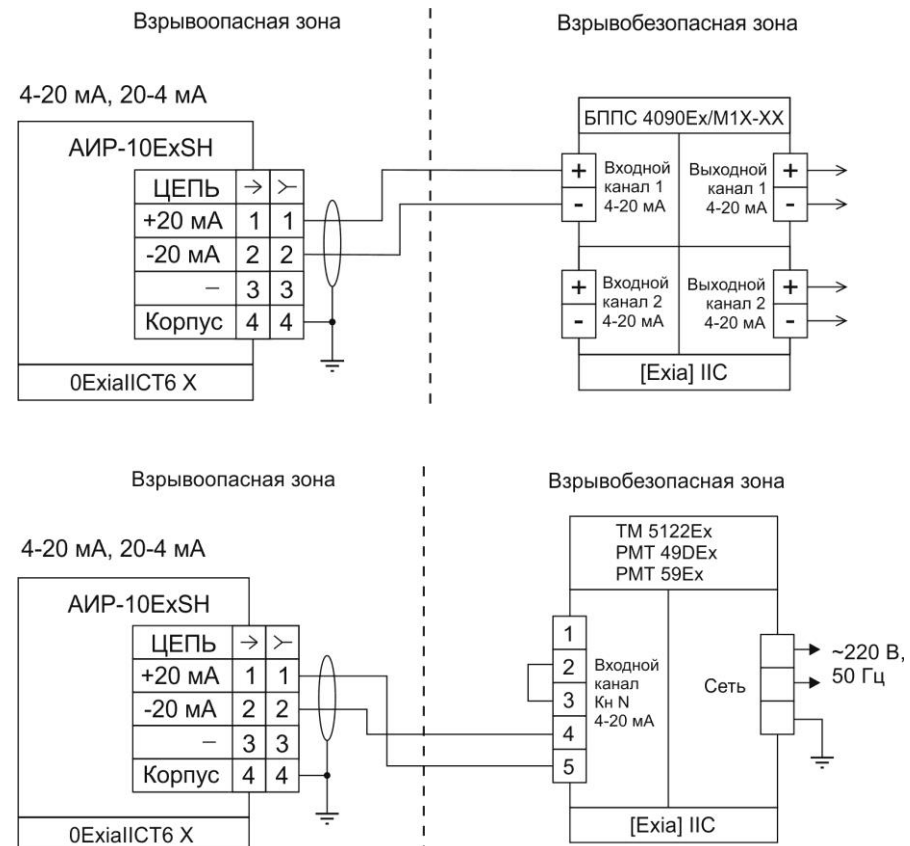 Взрывоопасная зона
Взрывобезопасная зона
4-20 мА, 20-4 мА
АИР-10ExSH
ЦЕПЬ
+20 мА 1 1
-20 мА 2 2
– 3 3
Корпус 4 4
0ExiaIICT6 X
БППС 4090Ex/М1Х-ХХ
+ Входной Выходной +
канал 1 канал 1
- 4-20 мА 4-20 мА -
+ Входной Выходной +
канал 2 канал 2
- 4-20 мА 4-20 мА -
[Exia] IIC
Взрывоопасная зона
Взрывобезопасная зона
4-20 мА, 20-4 мА
АИР-10ExSH
ЦЕПЬ
+20 мА 1 1
-20 мА 2 2
– 3 3
Корпус 4 4
0ExiaIICT6 X
ТМ 5122Ex
РМТ 49DEx
РМТ 59Ex
1
2
3
4
5
Входной
канал
Кн N
4-20 мА
Сеть
~220 В,
50 Гц
[Exia] IIC